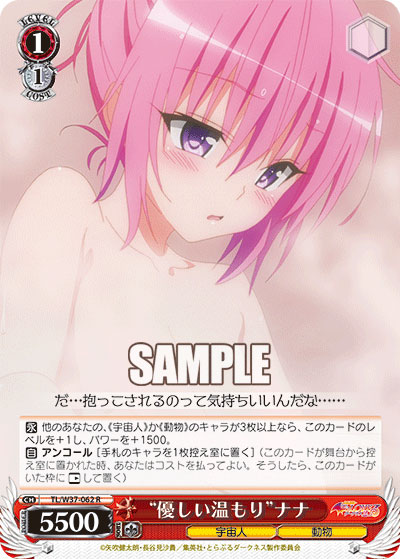 LEVEL
1
1
COST
SAMPLE
だ…抱っこされるのって気持ちいいんだな……
永 他のあなたの、《宇宙人》か《動物》のキャラが3枚以上なら、このカードの
レベルを+1し、パワーを+1500。
自 アンコール [手札のキャラを1枚控え室に置く] (このカードが舞台から
控え室に置かれた時、あなたはコストを払ってよい。そうしたら、このカードが
いた枠に レスト して置く)
CH TL/W37-062 R
5500
“優しい温もり”ナナ
宇宙人 動物
©矢吹健太朗・長谷見沙貴/集英社・とらぶるダークネス製作委員会